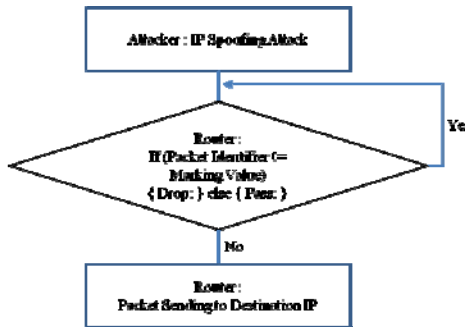 Attacker : IP Spoofing Attack
Router :
If (Packet Identifier !=
Marking Value)
{ Drop; } else { Pass; }
Ye
No
Router :
Packet Sending to Destination IP